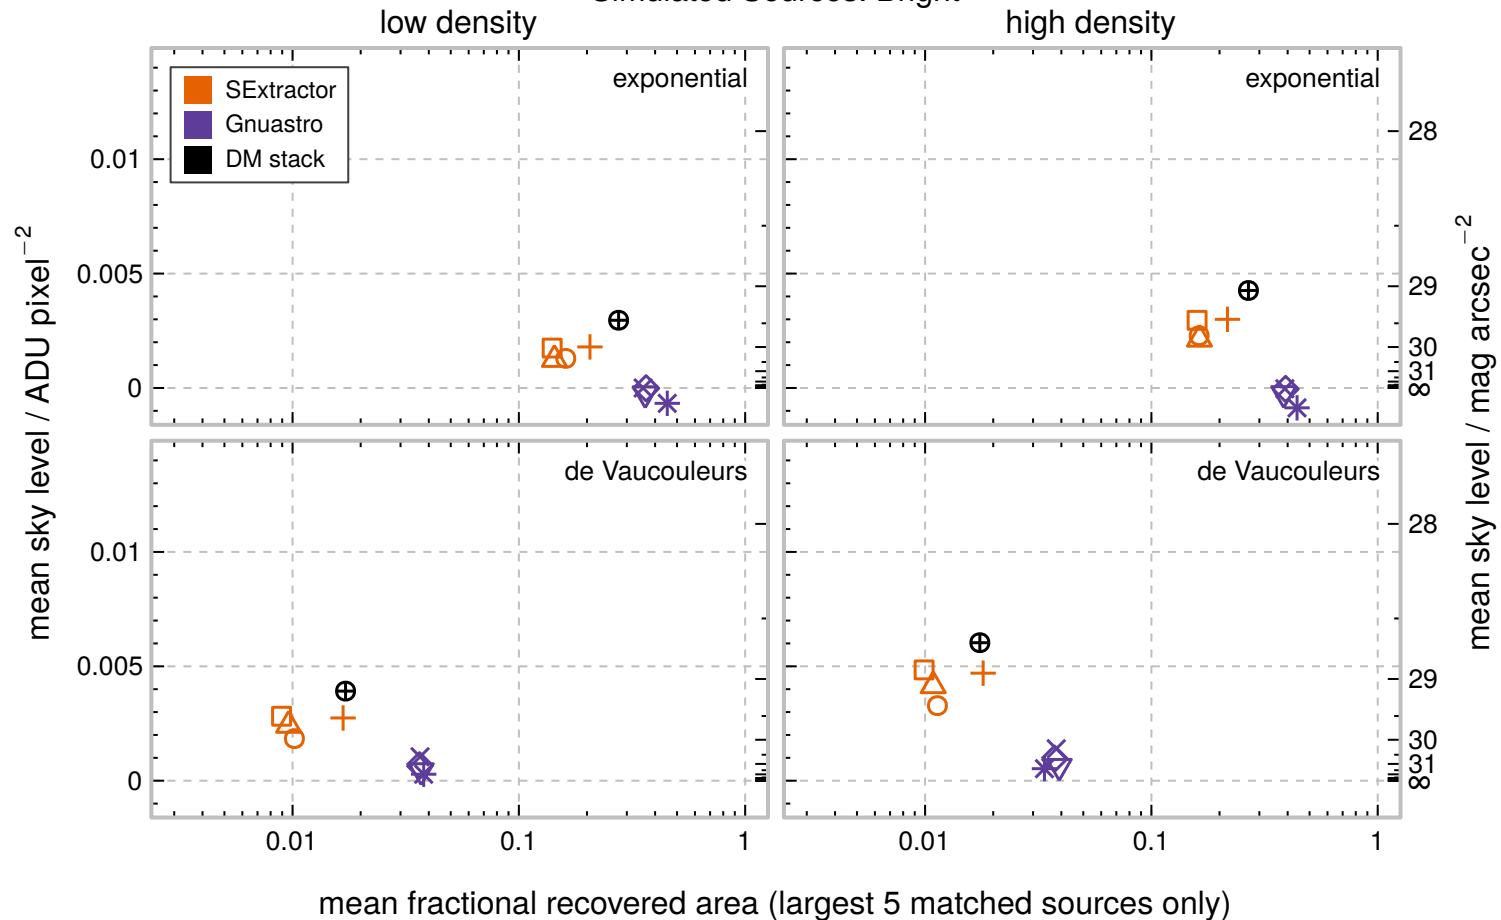 low density
high density
exponential
exponential
SExtractor
Gnuastro
DM stack
28
0.01
0.005
29
30
31
0
∞
mean sky level / ADU pixel−2
mean sky level / mag arcsec−2
de Vaucouleurs
de Vaucouleurs
28
0.01
0.005
29
30
31
0
∞
0.01
0.1
1
0.01
0.1
1
mean fractional recovered area (largest 5 matched sources only)